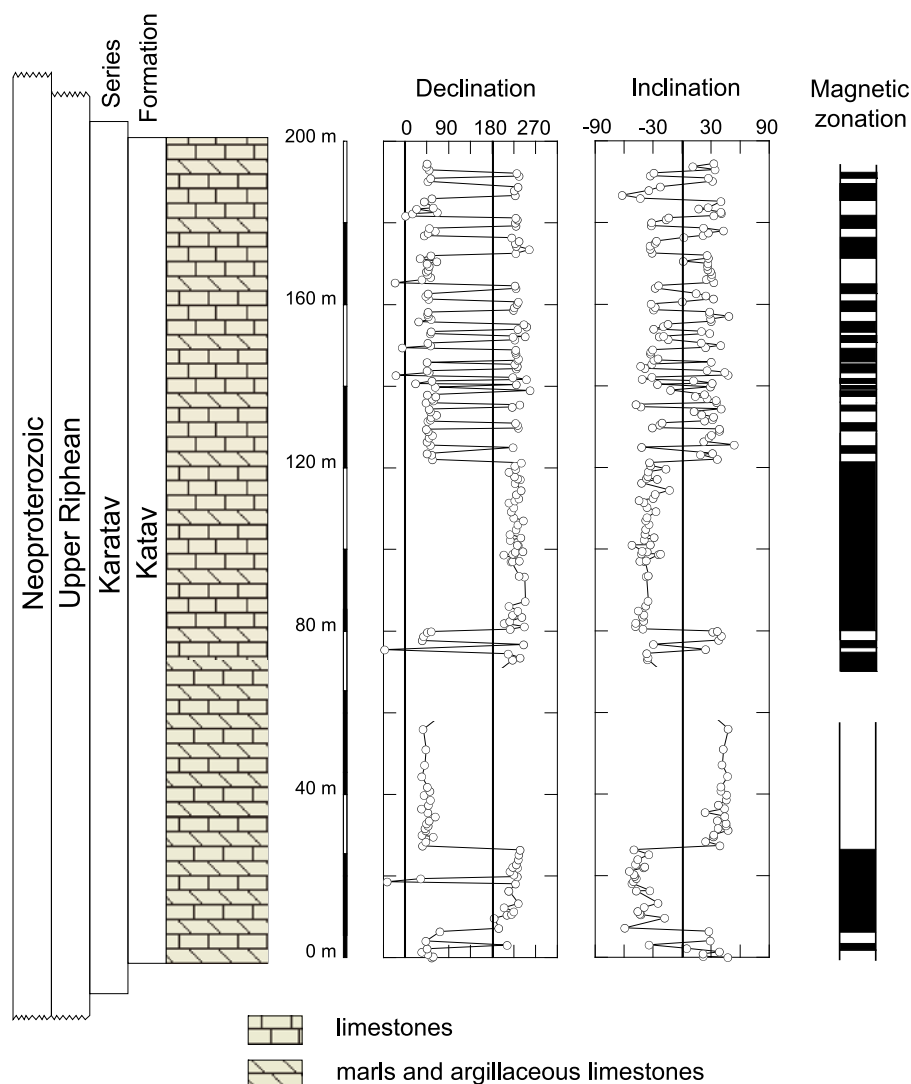 Series
Formation
Neoproterozoic
Upper Riphean
Karatav
Katav
Declination
Inclination
Magnetic
zonation
0 90 180 270
-90 -30 30 90
200 m
160 m
120 m
80 m
40 m
0 m
limestones
marls and argillaceous limestones